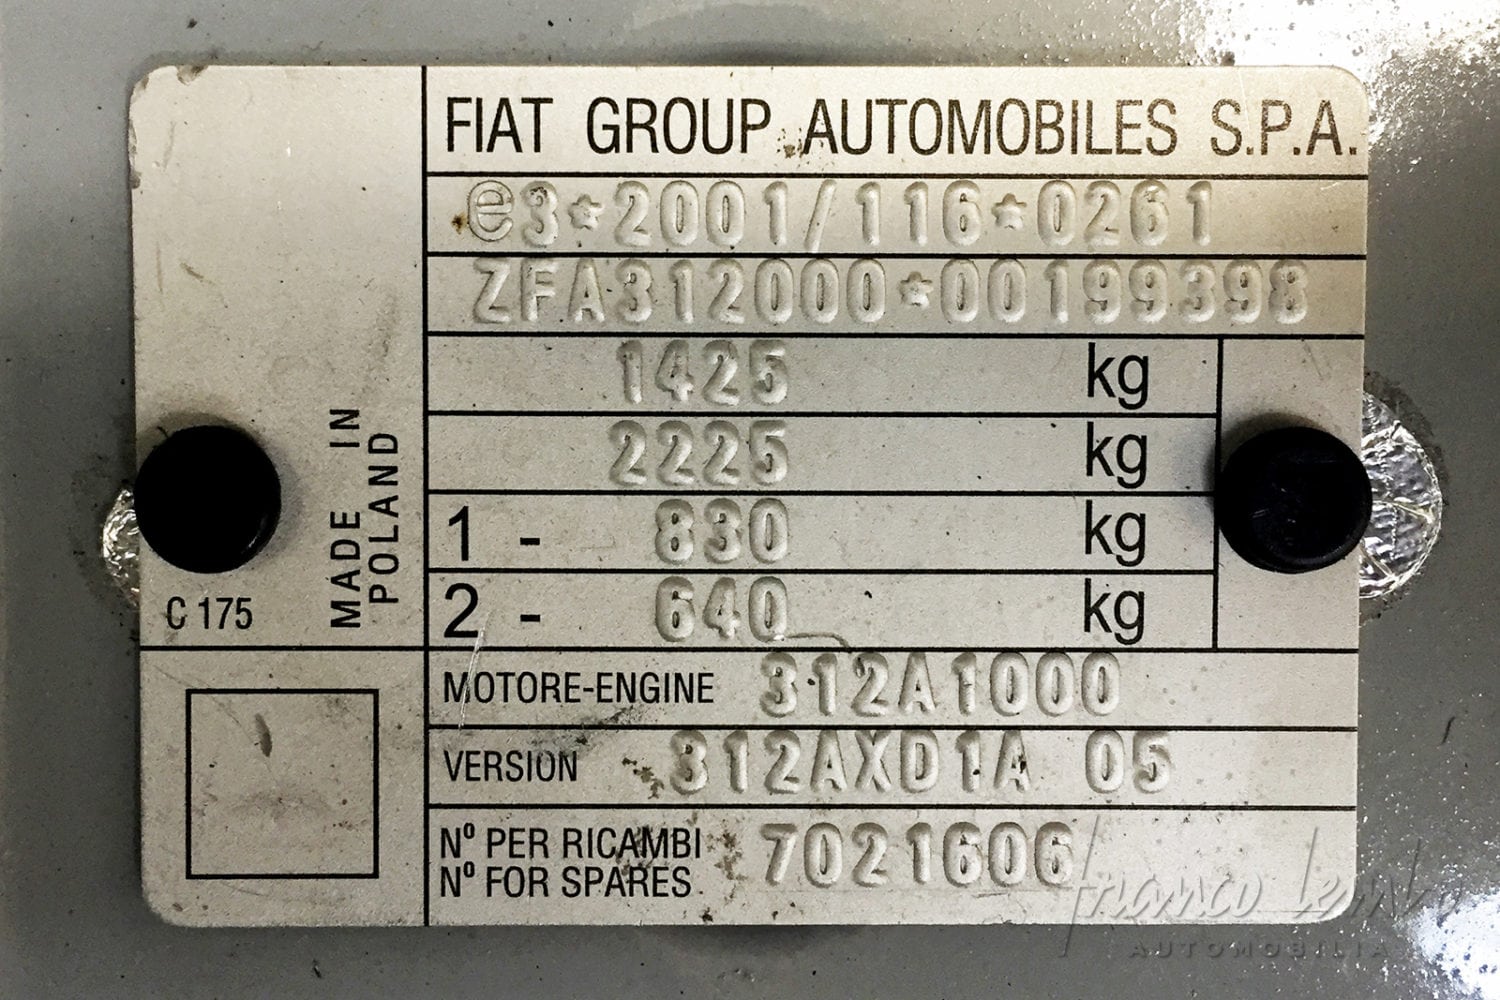 FIAT GROUP AUTOMOBILES S.P.A.
e3*2001/116*0261
ZFA312000*00199398
1425 kg
2225 kg
1 - 830 kg
2 - 640 kg
MOTORE-ENGINE 312A1000
VERSION 312AXD1A 05
Nº PER RICAMBI
Nº FOR SPARES
7021606
MADE IN
POLAND
C 175
franco lembo
AUTOMOBILIA